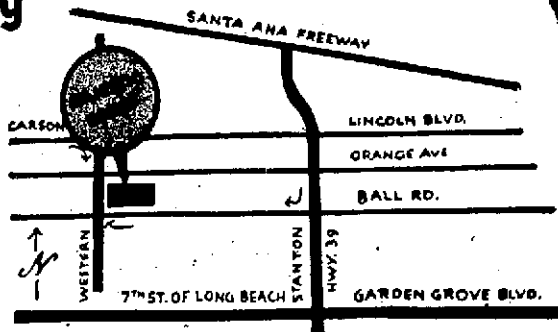 g
SANTA ANA FREEWAY
CARSON
LINCOLN BLVD.
ORANGE AVE
BALL RD.
N
WESTERN
STANTON
HWY. 39
7TH ST. OF LONG BEACH
GARDEN GROVE BLVD.